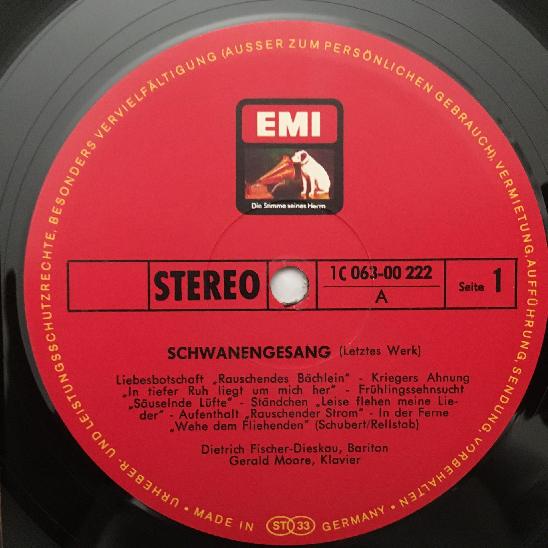 URHEBER- UND LEISTUNGSSCHUTZRECHTE, BESONDERS VERVIELFÄLTIGUNG (AUSSER ZUM PERSÖNLICHEN GEBRAUCH), VERMIETUNG, AUFFÜHRUNG, SENDUNG VORBEHALTEN
EMI
Die Stimme seines Herrn
STEREO
1C 063-00 222
A
Seite 1
SCHWANENGESANG (Letztes Werk)
Liebesbotschaft „Rauschendes Bächlein" - Kriegers Ahnung
„In tiefer Ruh liegt um mich her" - Frühlingssehnsucht
„Säuselnde Lüfte" - Ständchen „Leise flehen meine Lie-
der" - Aufenthalt „Rauschender Strom" - In der Ferne
„Wehe dem Fliehenden" (Schubert/Rellstab)
Dietrich Fischer-Dieskau, Bariton
Gerald Moore, Klavier
• MADE IN ST 33 GERMANY •